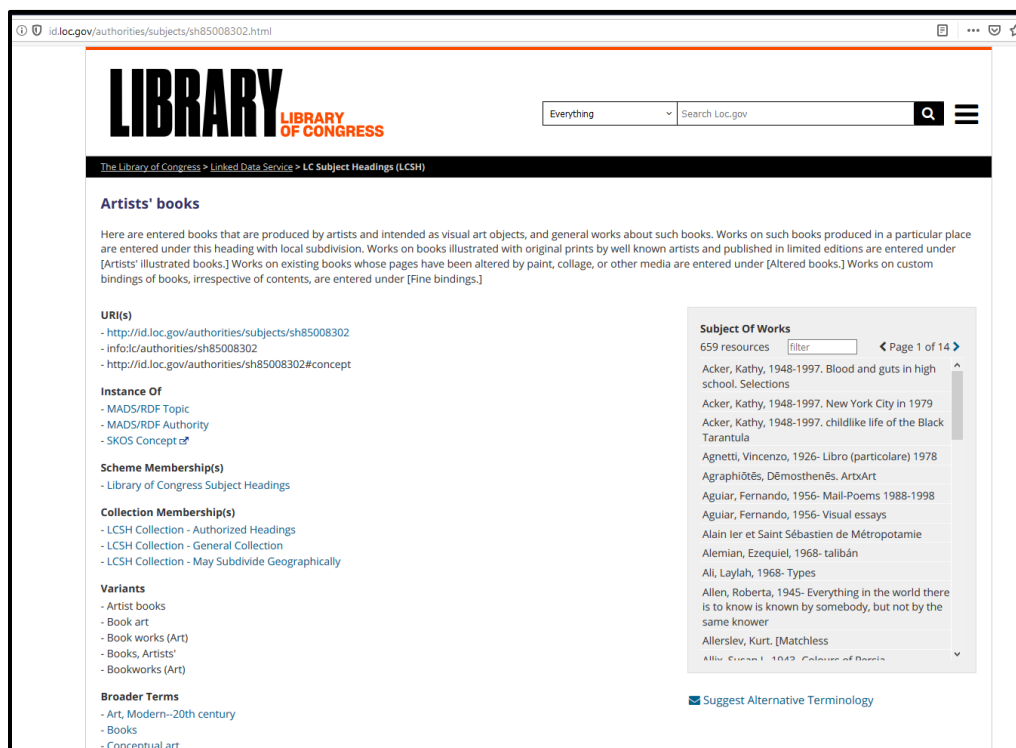 id.loc.gov/authorities/subjects/sh85008302.html
LIBRARY
LIBRARY
OF CONGRESS
Everything
Search Loc.gov
The Library of Congress > Linked Data Service > LC Subject Headings (LCSH)
Artists' books
Here are entered books that are produced by artists and intended as visual art objects, and general works about such books. Works on such books produced in a particular place
are entered under this heading with local subdivision. Works on books illustrated with original prints by well known artists and published in limited editions are entered under
[Artists' illustrated books.] Works on existing books whose pages have been altered by paint, collage, or other media are entered under [Altered books.] Works on custom
bindings of books, irrespective of contents, are entered under [Fine bindings.]
URI(s)
- http://id.loc.gov/authorities/subjects/sh85008302
- info:lc/authorities/sh85008302
- http://id.loc.gov/authorities/sh85008302#concept
Instance Of
- MADS/RDF Topic
- MADS/RDF Authority
- SKOS Concept
Scheme Membership(s)
- Library of Congress Subject Headings
Collection Membership(s)
- LCSH Collection - Authorized Headings
- LCSH Collection - General Collection
- LCSH Collection - May Subdivide Geographically
Variants
- Artist books
- Book art
- Book works (Art)
- Books, Artists'
- Bookworks (Art)
Broader Terms
- Art, Modern--20th century
- Books
- Conceptual art
Subject Of Works
659 resources filter Page 1 of 14
Acker, Kathy, 1948-1997. Blood and guts in high
school. Selections
Acker, Kathy, 1948-1997. New York City in 1979
Acker, Kathy, 1948-1997. childlike life of the Black
Tarantula
Agnetti, Vincenzo, 1926- Libro (particolare) 1978
Agraphiōtēs, Dēmosthenēs. ArtxArt
Aguiar, Fernando, 1956- Mail-Poems 1988-1998
Aguiar, Fernando, 1956- Visual essays
Alain Ier et Saint Sébastien de Métropotamie
Alemian, Ezequiel, 1968- talibán
Ali, Laylah, 1968- Types
Allen, Roberta, 1945- Everything in the world there
is to know is known by somebody, but not by the
same knower
Allerslev, Kurt. [Matchless
Allix, Susan J., 1943- Colours of Persia
Suggest Alternative Terminology